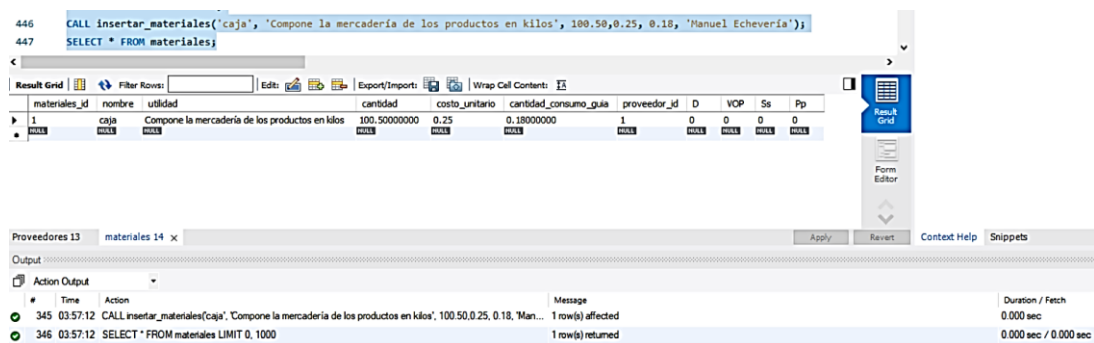 446 CALL insertar_materiales('caja', 'Compone la mercadería de los productos en kilos', 100.50,0.25, 0.18, 'Manuel Echevería');
447 SELECT * FROM materiales;
Result Grid Filter Rows: Edit: Export/Import: Wrap Cell Content:
materiales_id nombre utilidad cantidad costo_unitario cantidad_consumo_guia proveedor_id D VOP Ss Pp
1 caja Compone la mercadería de los productos en kilos 100.50000000 0.25 0.18000000 1 0 0 0 0
NULL NULL NULL NULL NULL NULL NULL NULL NULL NULL NULL
Result Grid
Form Editor
Proveedores 13 materiales 14 x Apply Revert Context Help Snippets
Output
Action Output
# Time Action Message Duration / Fetch
345 03:57:12 CALL insertar_materiales('caja', 'Compone la mercadería de los productos en kilos', 100.50,0.25, 0.18, 'Man... 1 row(s) affected 0.000 sec
346 03:57:12 SELECT * FROM materiales LIMIT 0, 1000 1 row(s) returned 0.000 sec / 0.000 sec